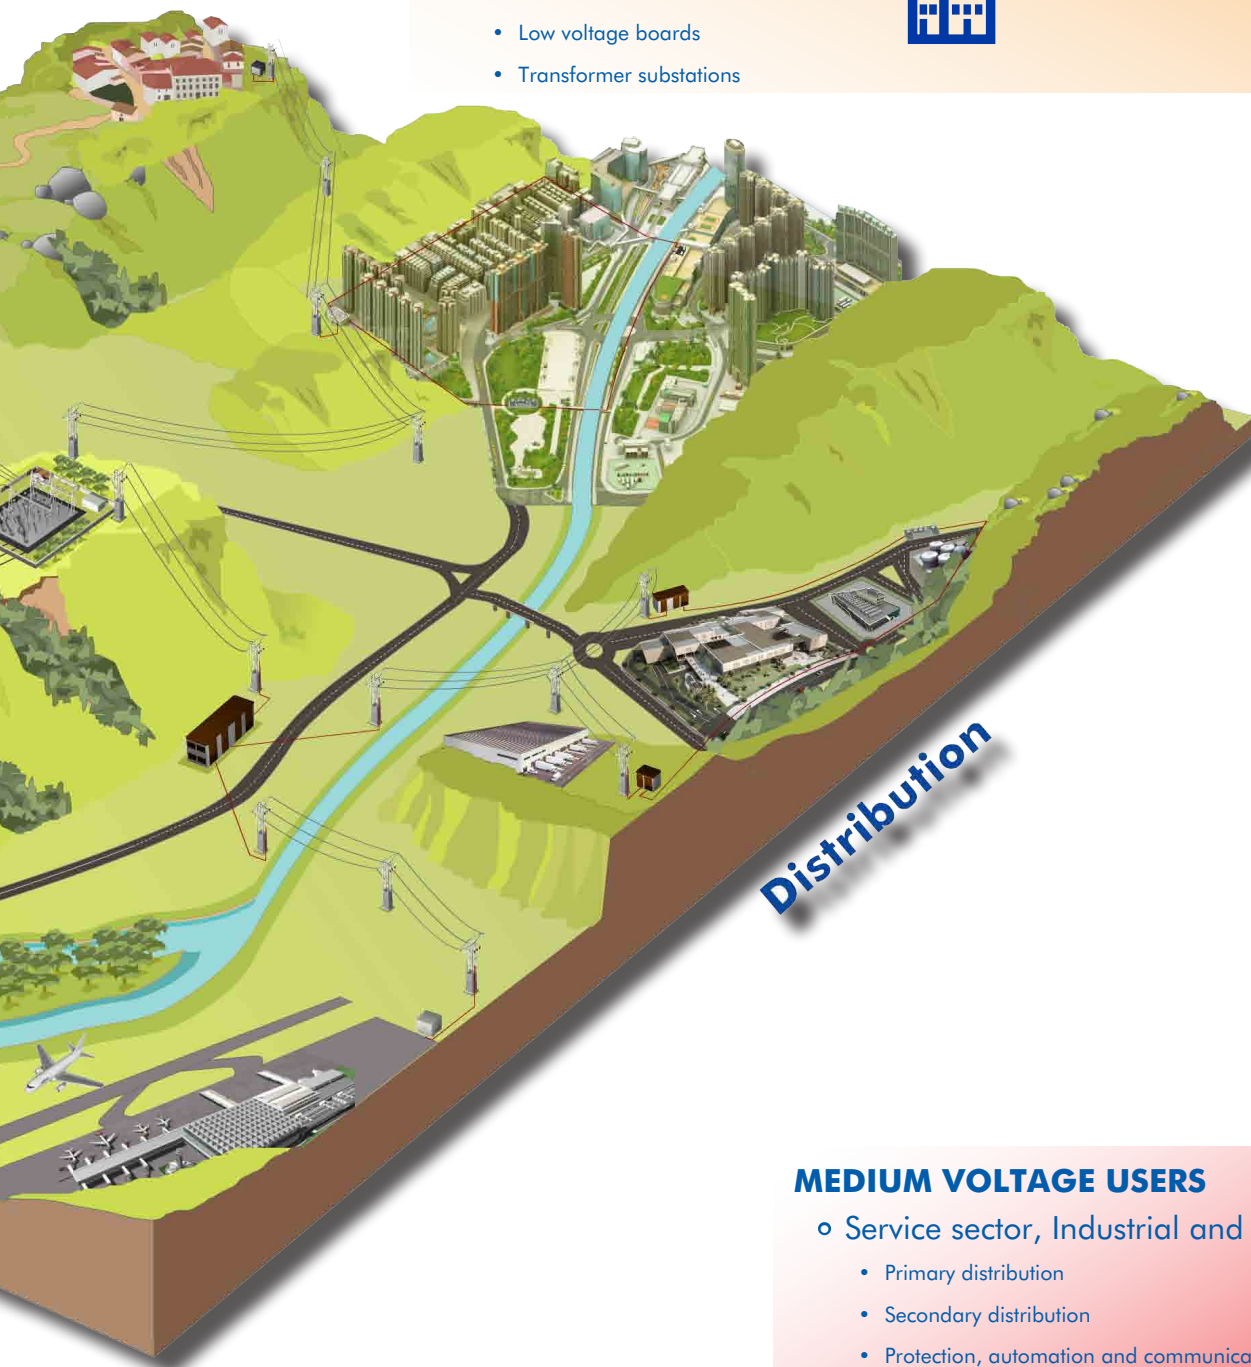 • Low voltage boards
• Transformer substations
Distribution
MEDIUM VOLTAGE USERS
Service sector, Industrial and
• Primary distribution
• Secondary distribution
• Protection, automation and communica